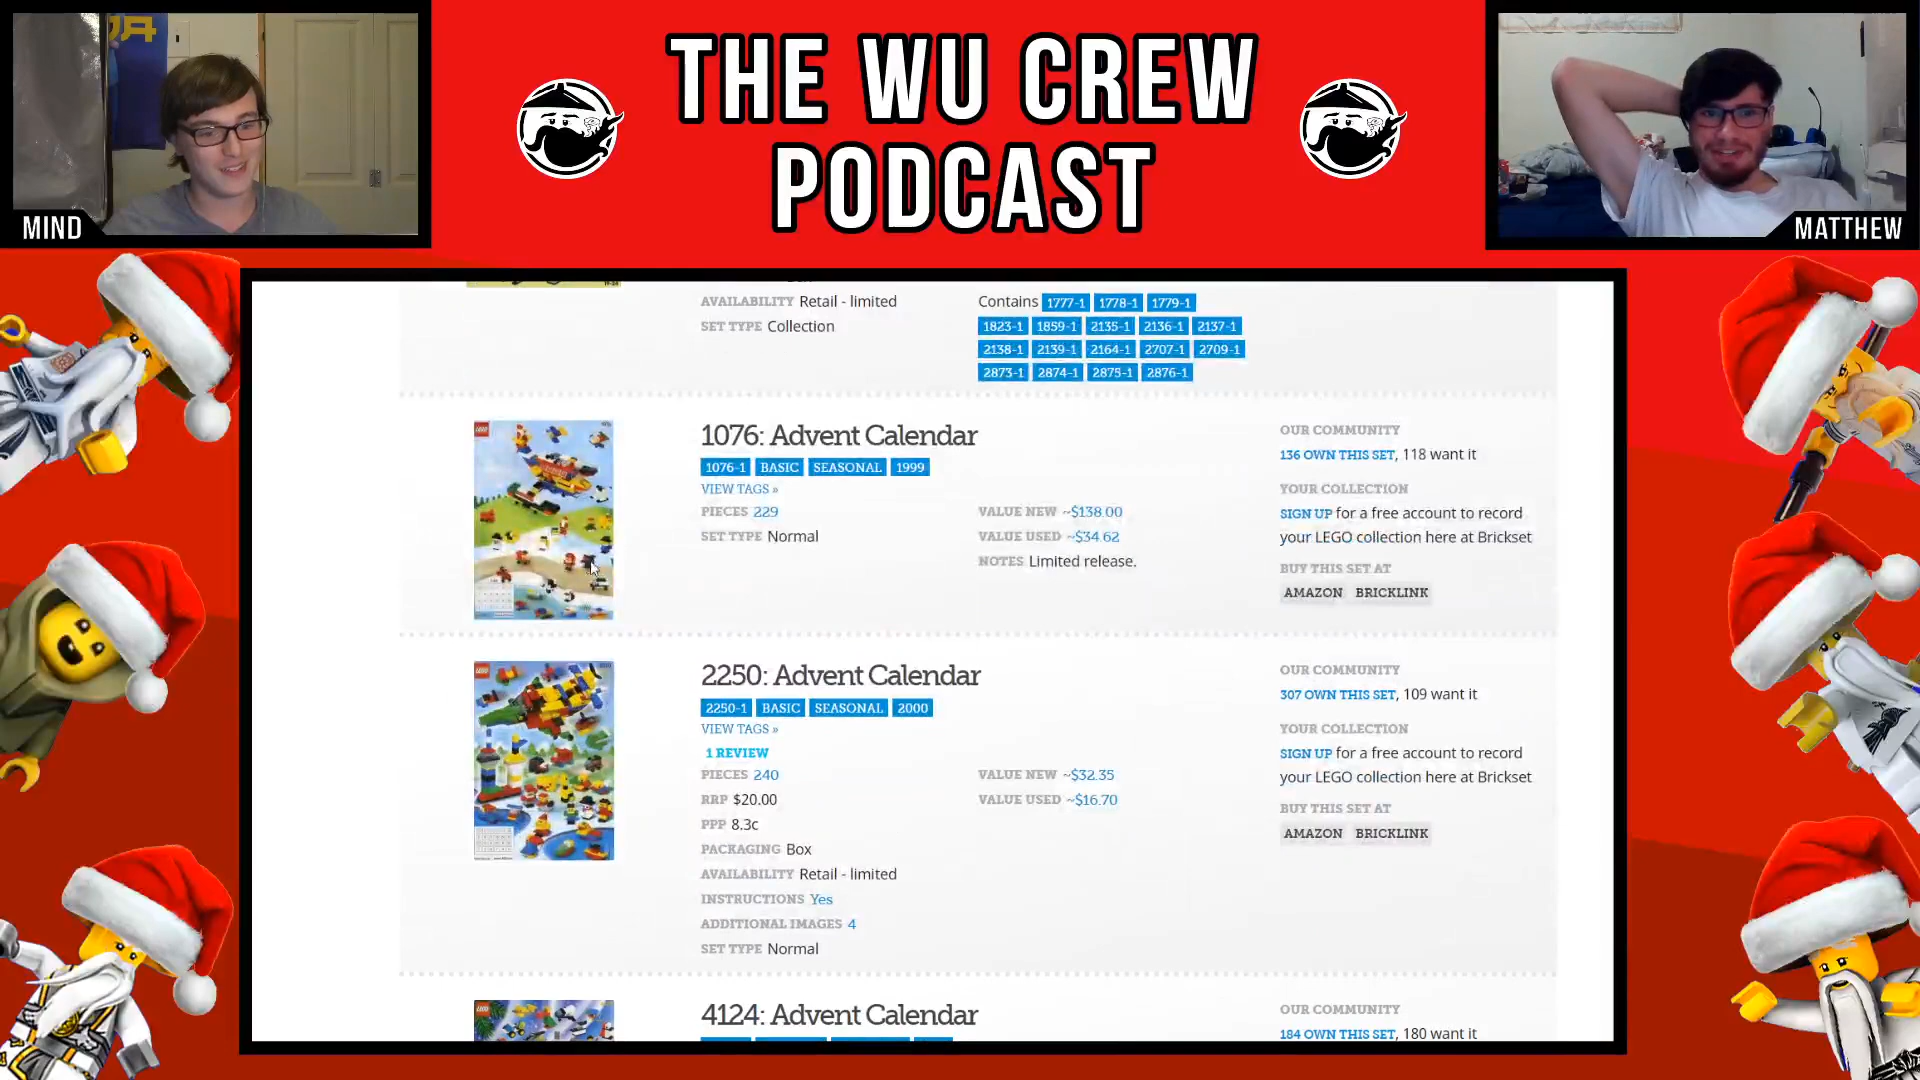 THE WU CREW
PODCAST
MIND
MATTHEW
AVAILABILITY Retail - limited
SET TYPE Collection
Contains 1777-1 1778-1 1779-1
1823-1 1859-1 2135-1 2136-1 2137-1
2138-1 2139-1 2164-1 2707-1 2709-1
2873-1 2874-1 2875-1 2876-1
1076: Advent Calendar
1076-1 BASIC SEASONAL 1999
VIEW TAGS »
PIECES 229
SET TYPE Normal
VALUE NEW ~$138.00
VALUE USED ~$34.62
NOTES Limited release.
OUR COMMUNITY
136 OWN THIS SET, 118 want it
YOUR COLLECTION
SIGN UP for a free account to record
your LEGO collection here at Brickset
BUY THIS SET AT
AMAZON BRICKLINK
2250: Advent Calendar
2250-1 BASIC SEASONAL 2000
VIEW TAGS »
1 REVIEW
PIECES 240
RRP $20.00
PPP 8.3c
PACKAGING Box
AVAILABILITY Retail - limited
INSTRUCTIONS Yes
ADDITIONAL IMAGES 4
SET TYPE Normal
VALUE NEW ~$32.35
VALUE USED ~$16.70
OUR COMMUNITY
307 OWN THIS SET, 109 want it
YOUR COLLECTION
SIGN UP for a free account to record
your LEGO collection here at Brickset
BUY THIS SET AT
AMAZON BRICKLINK
4124: Advent Calendar
OUR COMMUNITY
184 OWN THIS SET, 180 want it